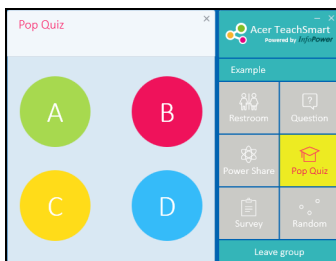 Pop Quiz
A
B
C
D
Acer TeachSmart
Powered by InfoPower
Example
Restroom
Question
Power Share
Pop Quiz
Survey
Random
Leave group